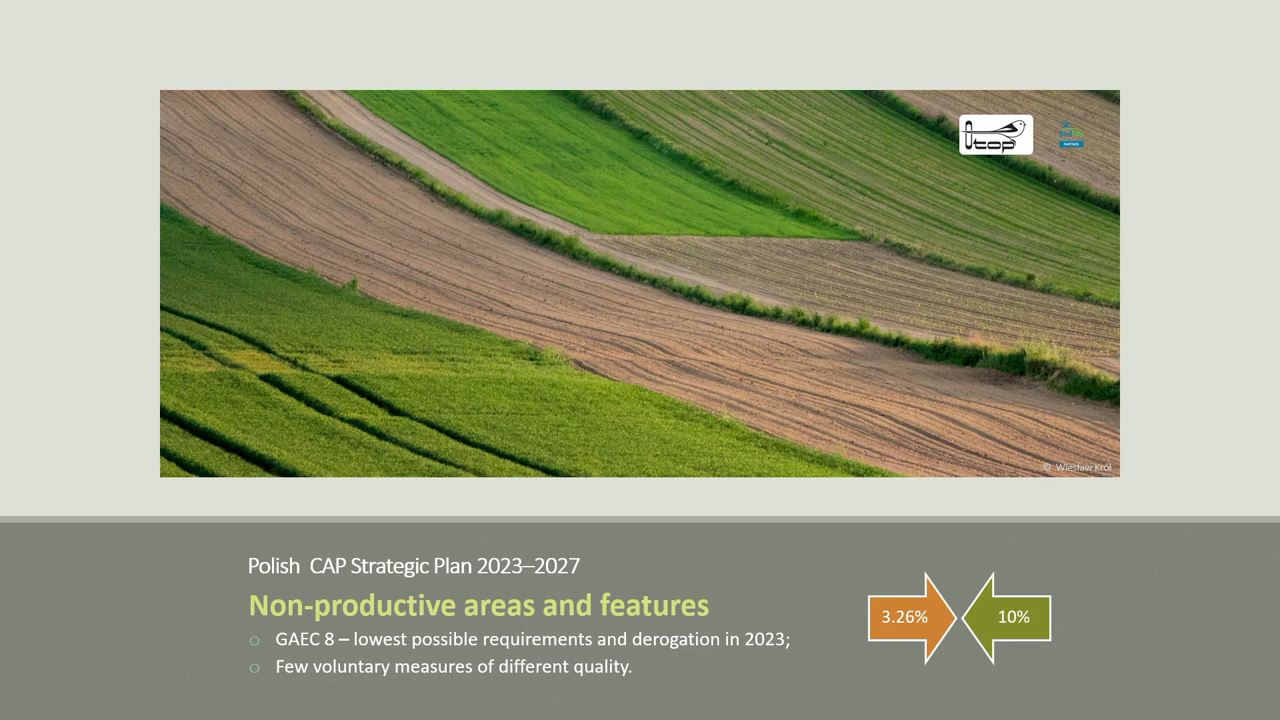 Otop
PARTNER
© Wiesław Król
Polish CAP Strategic Plan 2023–2027
Non-productive areas and features
GAEC 8 – lowest possible requirements and derogation in 2023;
Few voluntary measures of different quality.
3.26%
10%